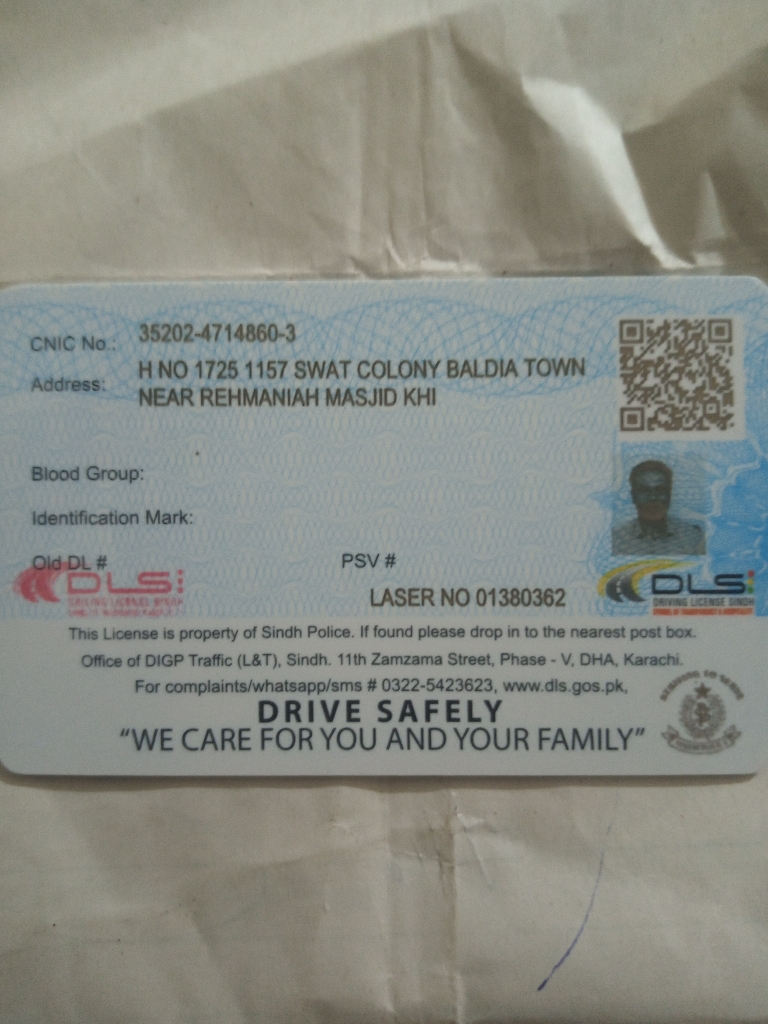 CNIC No.: 35202-4714860-3
Address: H NO 1725 1157 SWAT COLONY BALDIA TOWN
NEAR REHMANIAH MASJID KHI
Blood Group:
Identification Mark:
Old DL #
PSV #
DLS
DRIVING LICENSE SINDH
LASER NO 01380362
DLS
DRIVING LICENSE SINDH
This License is property of Sindh Police. If found please drop in to the nearest post box.
Office of DIGP Traffic (L&T), Sindh. 11th Zamzama Street, Phase - V, DHA, Karachi.
For complaints/whatsapp/sms # 0322-5423623, www.dls.gos.pk,
DRIVE SAFELY
"WE CARE FOR YOU AND YOUR FAMILY"